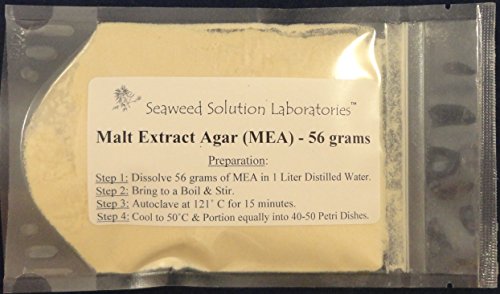 Seaweed Solution Laboratories™
Malt Extract Agar (MEA) - 56 grams
Preparation:
Step 1: Dissolve 56 grams of MEA in 1 Liter Distilled Water.
Step 2: Bring to a Boil & Stir.
Step 3: Autoclave at 121˚ C for 15 minutes.
Step 4: Cool to 50˚C & Portion equally into 40-50 Petri Dishes.